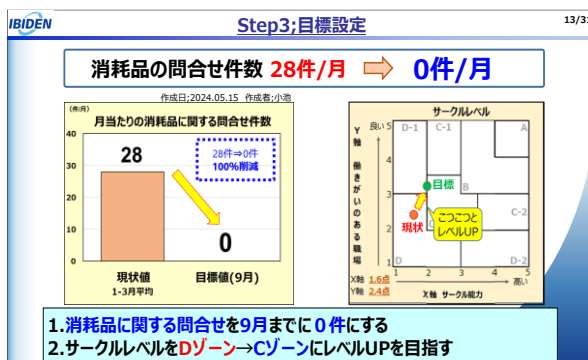 IBIDEN
Step3;目標設定
13/31
消耗品の問合せ件数 28件/月 ⇨ 0件/月
作成日;2024.05.15 作成者;小池
(件/月)
月当たりの消耗品に関する問合せ件数
40
30
20
10
0
28
28件⇒0件
100%削減
0
現状値
1-3月平均
目標値(9月)
サークルレベル
Y軸 働きがいのある職場
良い 5
4
3
2
1
D-1
C-1
A
B
C-2
D
D-2
目標
現状
こつこつと
レベルUP
1 2 3 4 5
高い
X軸 1.6点
Y軸 2.4点
X軸 サークル能力
1.消耗品に関する問合せを9月までに０件にする
2.サークルレベルをDゾーン→CゾーンにレベルUPを目指す